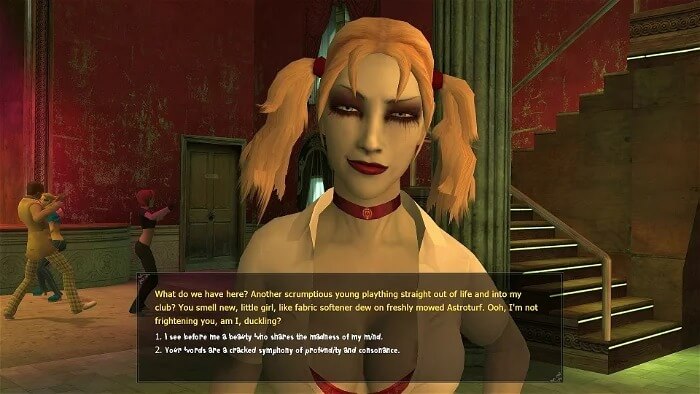 What do we have here? Another scrumptious young plaything straight out of life and into my
club? You smell new, little girl, like fabric softener dew on freshly mowed Astroturf. Ooh, I'm not
frightening you, am I, duckling?
1. I see before me a beauty who shares the madness of my mind.
2. Your words are a cracked symphony of profundity and consonance.